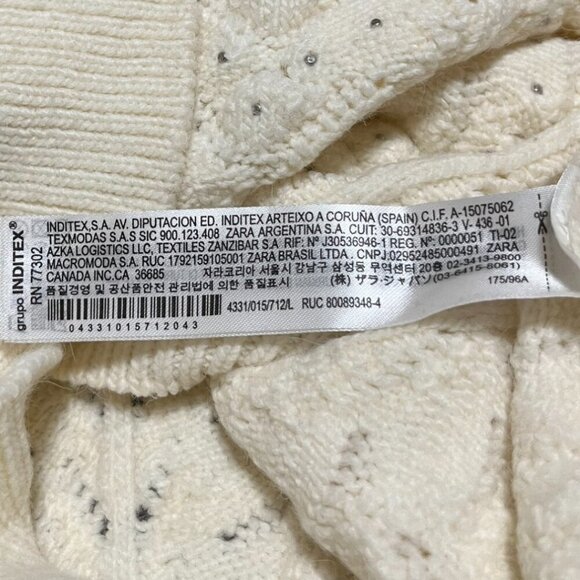 grupo INDITEX®
RN 77302
INDITEX,S.A. AV. DIPUTACION ED. INDITEX ARTEIXO A CORUÑA (SPAIN) C.I.F. A-15075062
TEXMODAS S.A.S SIC 900.123.408 ZARA ARGENTINA S.A. CUIT: 30-69314836-3 V- 436 -01
AZKA LOGISTICS LLC, TEXTILES ZANZIBAR S.A RIF: Nº J30536946-1 REG. Nº: 0000051 TI-02
MACROMODA S.A. RUC 1792159105001 ZARA BRASIL LTDA. CNPJ.:02952485000491 ZARA
CANADA INC.CA 36685 자라코리아 서울시 강남구 삼성동 무역센터 20층 02-3413-9800
품질경영 및 공산품안전 관리법에 의한 품질표시 (株) ザラ・ジャパン(03-6415-8061)
4331/015/712/L RUC 80089348-4 175/96A
04331015712043